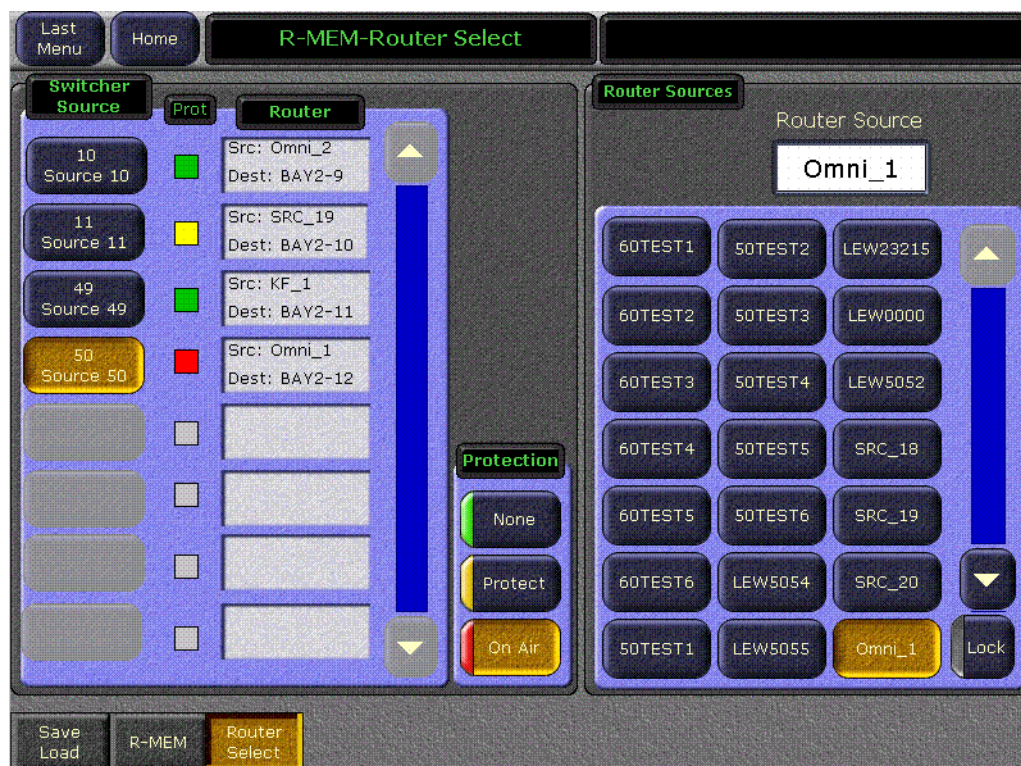 Last
Menu
Home
R-MEM-Router Select
Switcher
Source
Prot
Router
10
Source 10
Src: Omni_2
Dest: BAY2-9
11
Source 11
Src: SRC_19
Dest: BAY2-10
49
Source 49
Src: KF_1
Dest: BAY2-11
50
Source 50
Src: Omni_1
Dest: BAY2-12
Protection
None
Protect
On Air
Router Sources
Router Source
Omni_1
60TEST1 50TEST2 LEW23215
60TEST2 50TEST3 LEW0000
60TEST3 50TEST4 LEW5052
60TEST4 50TEST5 SRC_18
60TEST5 50TEST6 SRC_19
60TEST6 LEW5054 SRC_20
50TEST1 LEW5055 Omni_1 Lock
Save
Load
R-MEM
Router
Select